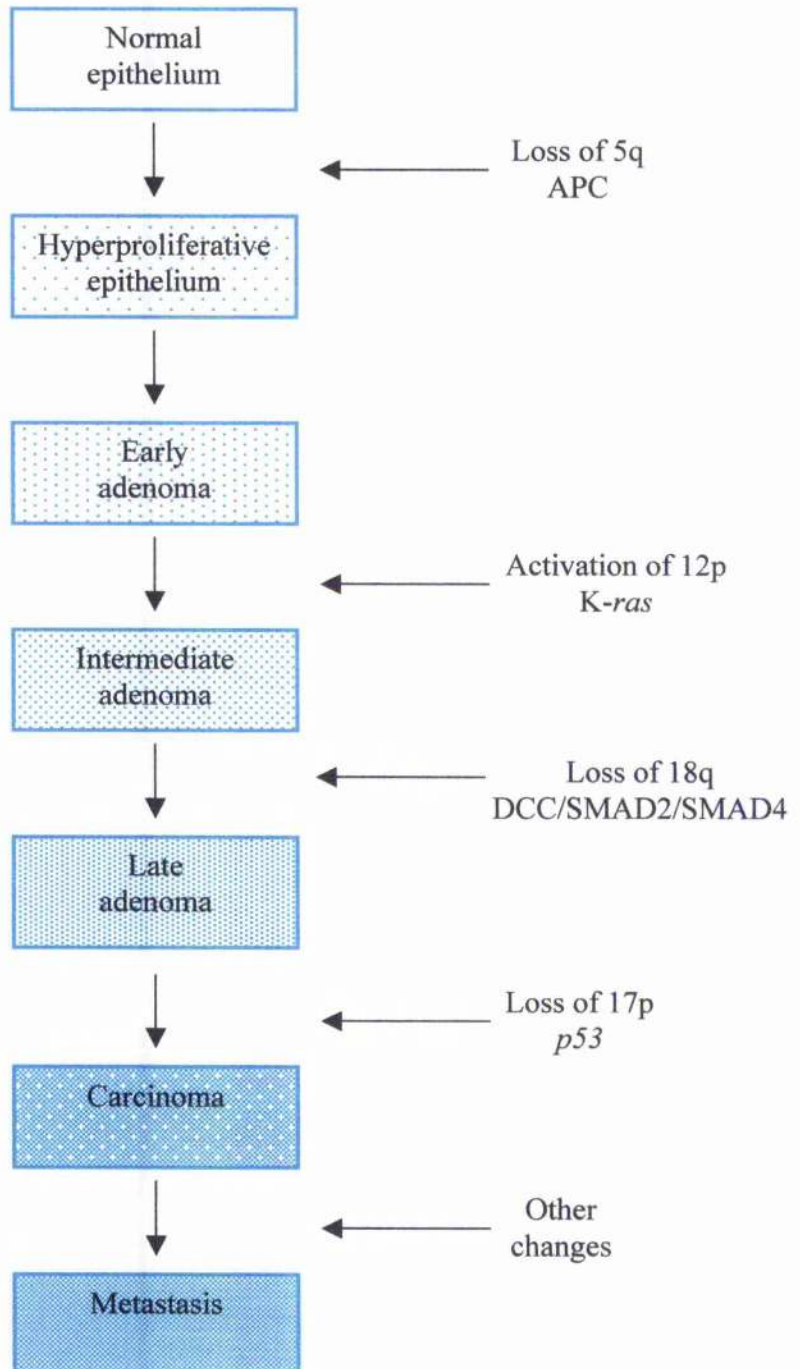 Normal
epithelium
Loss of 5q
APC
Hyperproliferative
epithelium
Early
adenoma
Activation of 12p
K-ras
Intermediate
adenoma
Loss of 18q
DCC/SMAD2/SMAD4
Late
adenoma
Loss of 17p
p53
Carcinoma
Other
changes
Metastasis